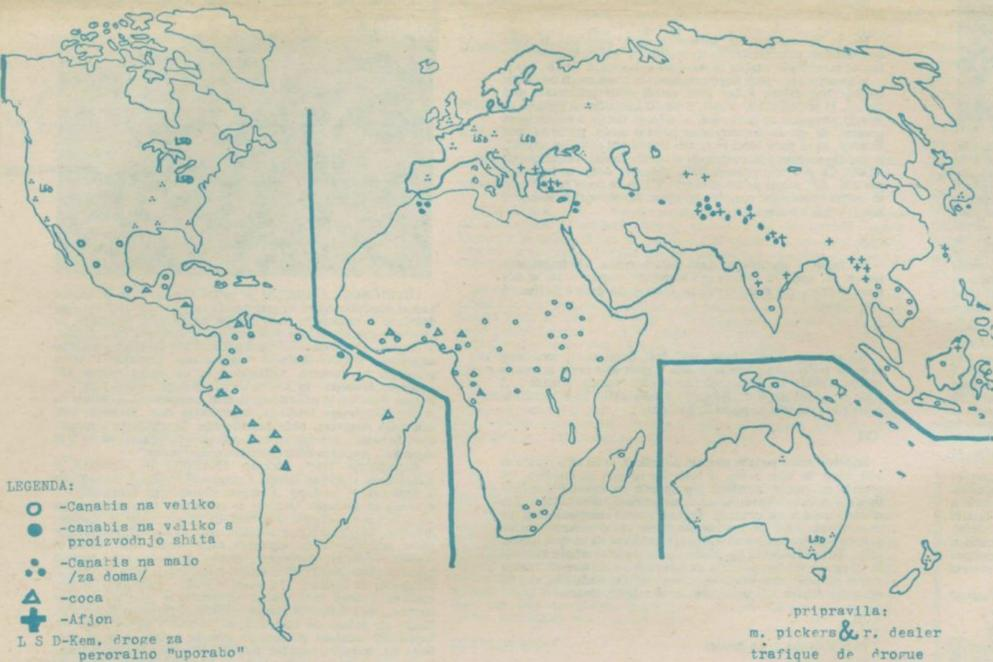 LSD
LSD
LSD
LSD
LSD
LSD
LEGENDA:
-Canabis na veliko
-canabis na veliko s
proizvodnjo shita
-Canabis na malo
/za doma/
-coca
-Afjon
L S D-Kem. droge za
peroralno "uporabo"
pripravila:
m. pickers & r. dealer
trafique de drogue